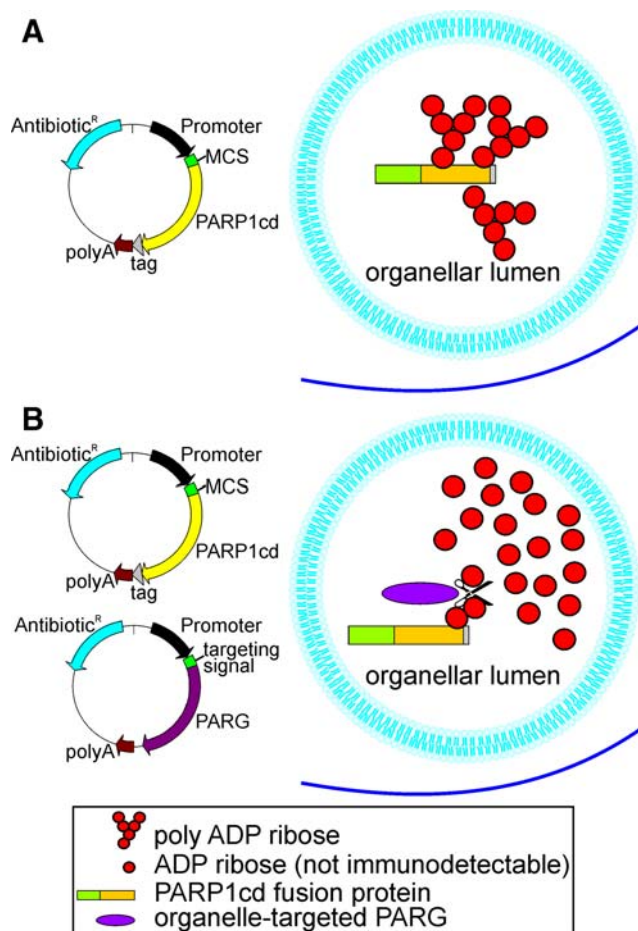 A
Antibiotic^R
Promoter
MCS
PARP1cd
tag
polyA
organellar lumen
B
Antibiotic^R
Promoter
MCS
PARP1cd
tag
polyA
Antibiotic^R
Promoter
targeting
signal
PARG
polyA
organellar lumen
poly ADP ribose
ADP ribose (not immunodetectable)
PARP1cd fusion protein
organelle-targeted PARG